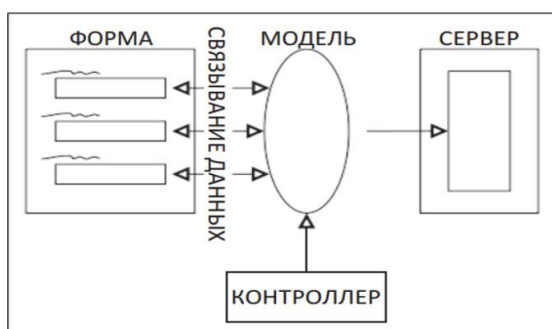 ФОРМА
СВЯЗЫВАНИЕ ДАННЫХ
МОДЕЛЬ
СЕРВЕР
КОНТРОЛЛЕР